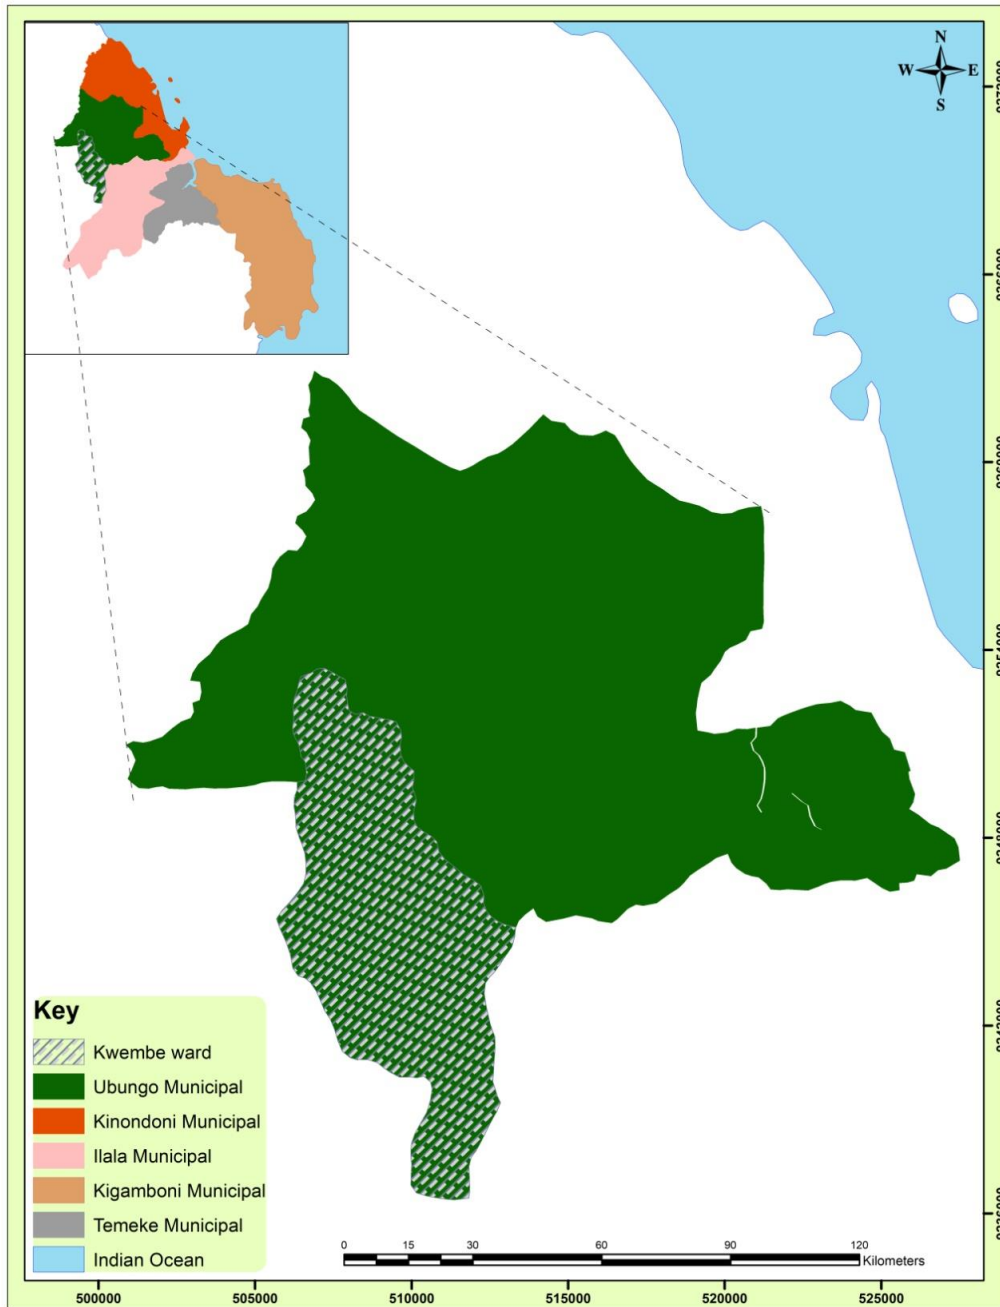 N
W
E
S
Key
Kwembe ward
Ubungo Municipal
Kinondoni Municipal
Ilala Municipal
Kigamboni Municipal
Temeke Municipal
Indian Ocean
0 15 30 60 90 120
Kilometers
500000 505000 510000 515000 520000 525000